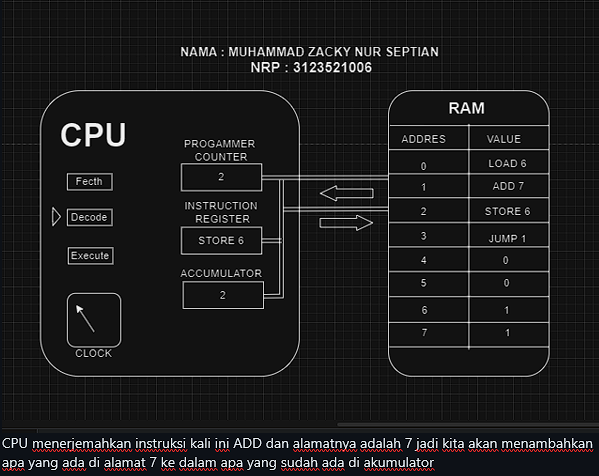 NAMA : MUHAMMAD ZACKY NUR SEPTIAN
NRP : 3123521006
CPU
Fecth
Decode
Execute
CLOCK
PROGAMMER
COUNTER
2
INSTRUCTION
REGISTER
STORE 6
ACCUMULATOR
2
RAM
ADDRES VALUE
0 LOAD 6
1 ADD 7
2 STORE 6
3 JUMP 1
4 0
5 0
6 1
7 1
CPU menerjemahkan instruksi kali ini ADD dan alamatnya adalah 7 jadi kita akan menambahkan
apa yang ada di alamat 7 ke dalam apa yang sudah ada di akumulator